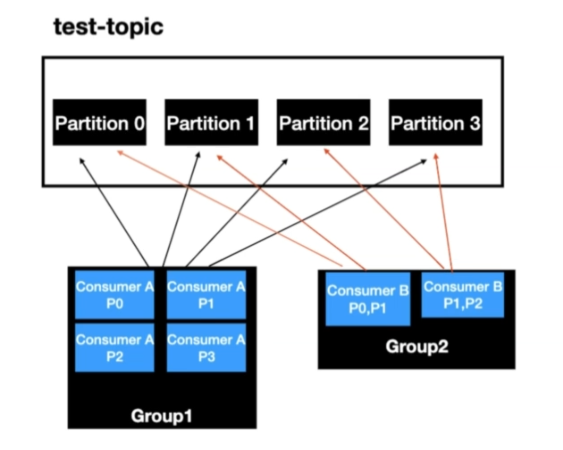 test-topic
Partition 0
Partition 1
Partition 2
Partition 3
Consumer A
P0
Consumer A
P1
Consumer A
P2
Consumer A
P3
Group1
Consumer B
P0,P1
Consumer B
P1,P2
Group2